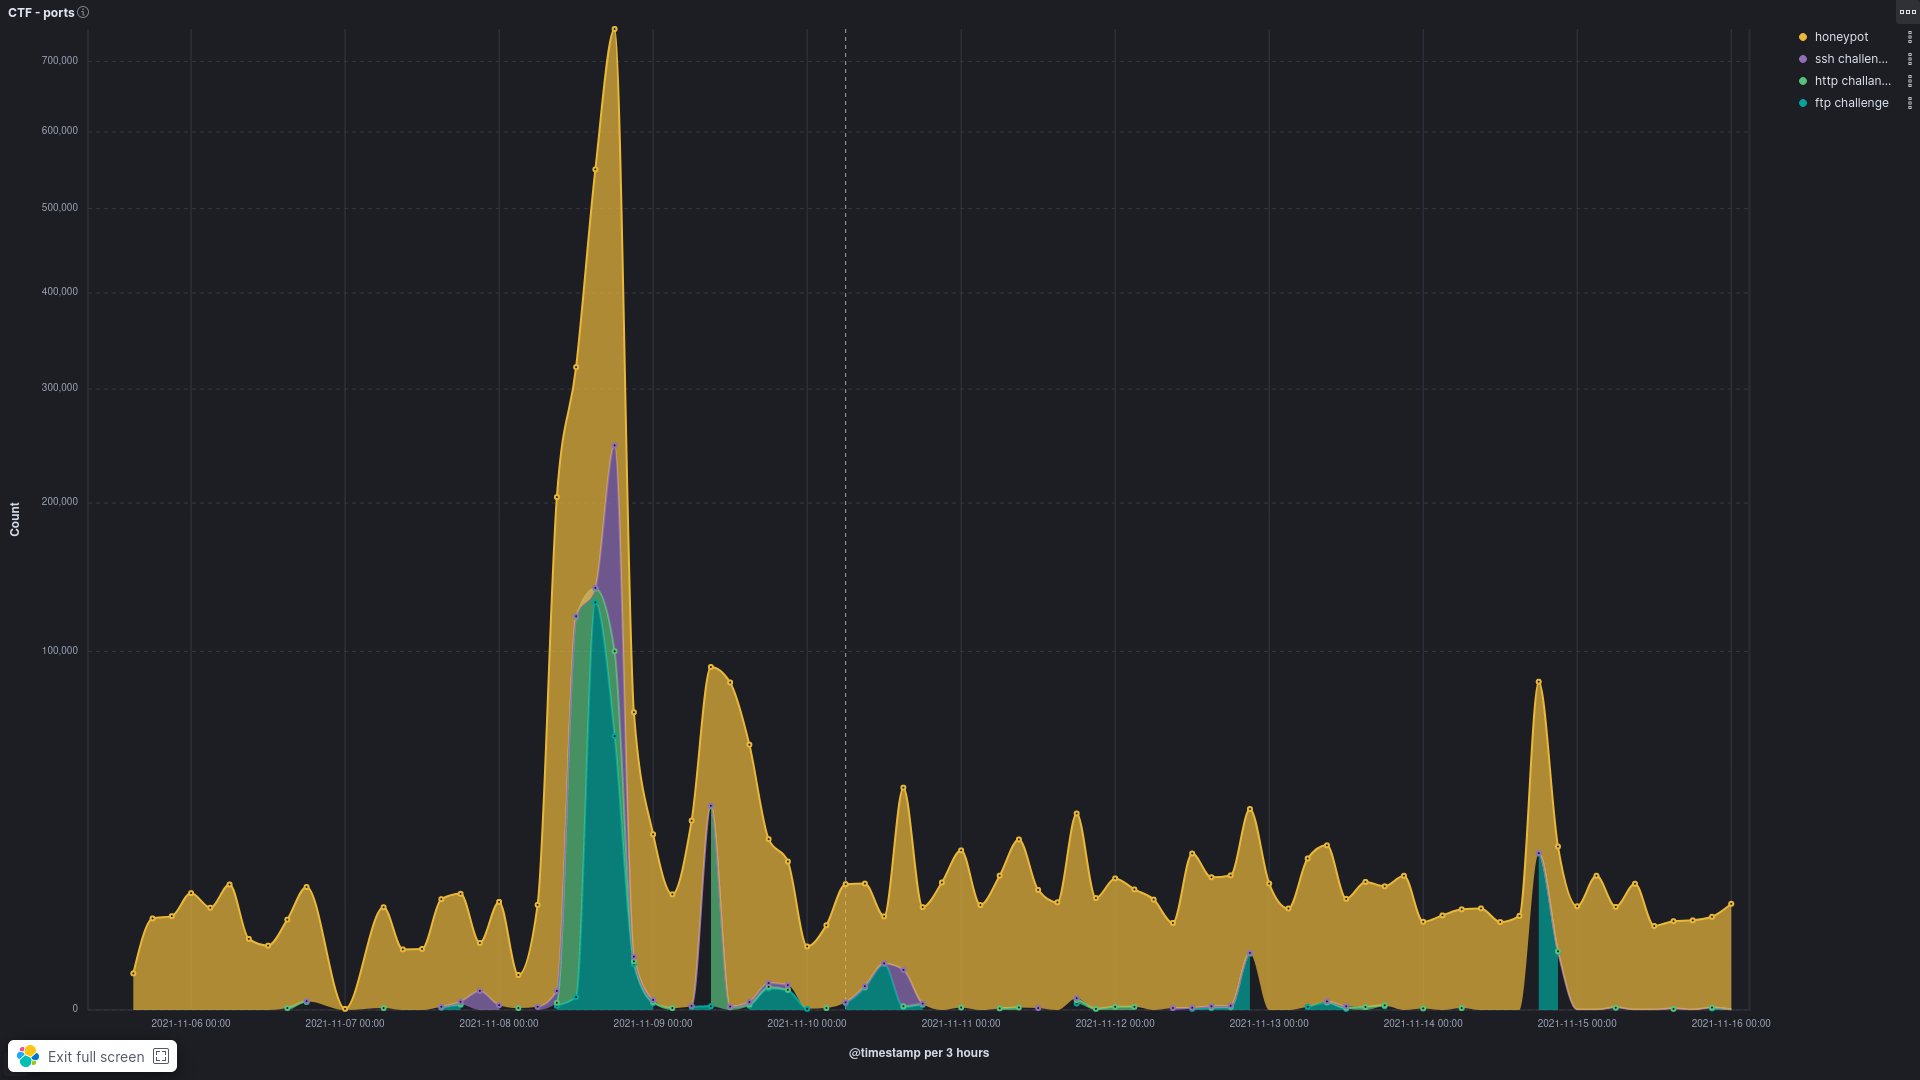 CTF - ports
honeypot
ssh challen...
http challan...
ftp challenge
700,000
600,000
500,000
400,000
300,000
200,000
100,000
0
Count
2021-11-06 00:00 2021-11-07 00:00 2021-11-08 00:00 2021-11-09 00:00 2021-11-10 00:00 2021-11-11 00:00 2021-11-12 00:00 2021-11-13 00:00 2021-11-14 00:00 2021-11-15 00:00 2021-11-16 00:00
@timestamp per 3 hours
Exit full screen